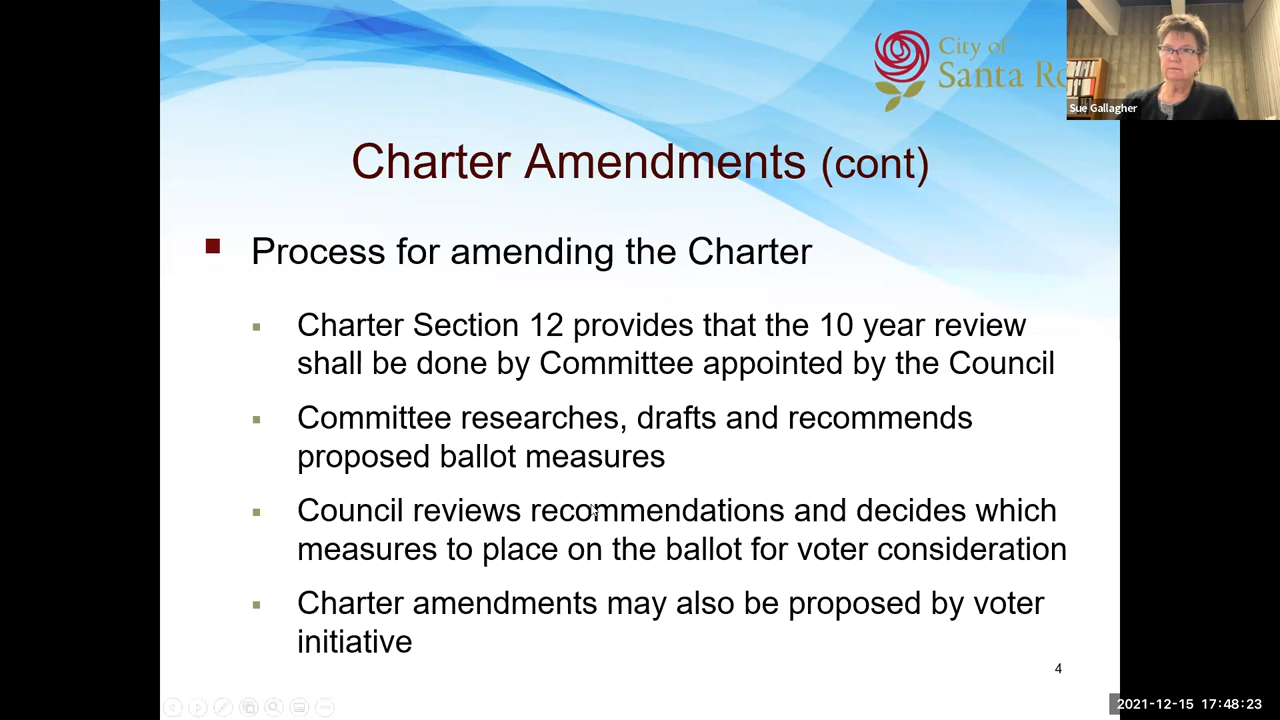 City of
Santa Ro
Sue Gallagher
Charter Amendments (cont)
Process for amending the Charter
Charter Section 12 provides that the 10 year review
shall be done by Committee appointed by the Council
Committee researches, drafts and recommends
proposed ballot measures
Council reviews recommendations and decides which
measures to place on the ballot for voter consideration
Charter amendments may also be proposed by voter
initiative
4
2021-12-15 17:48:23